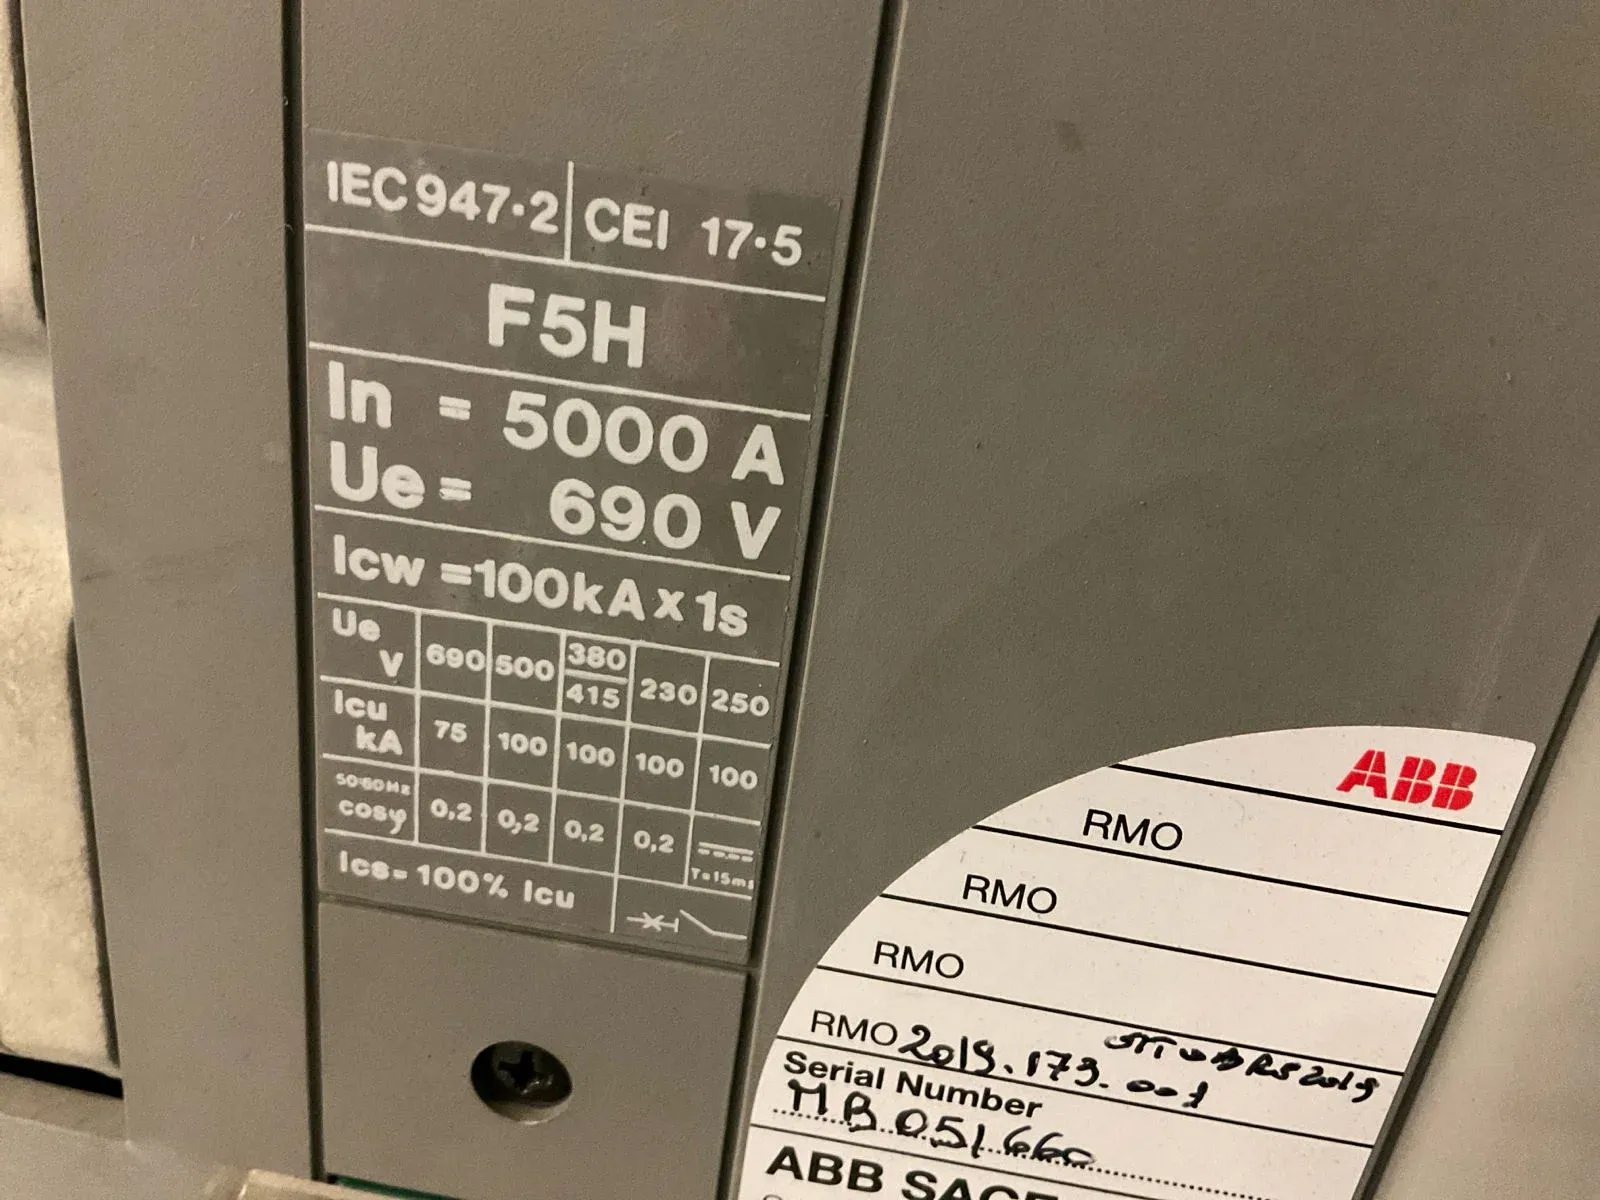 IEC 947-2 CEI 17-5
F5H
In = 5000 A
Ue = 690 V
Icw =100kA x 1s
Ue V 690 500 380/415 230 250
Icu kA 75 100 100 100 100
50-60Hz cosφ 0,2 0,2 0,2 0,2 T=15ms
Ics= 100% Icu
ABB
RMO
RMO
RMO
RMO 2019.173.001
Serial Number
MB051660
ABB SACE